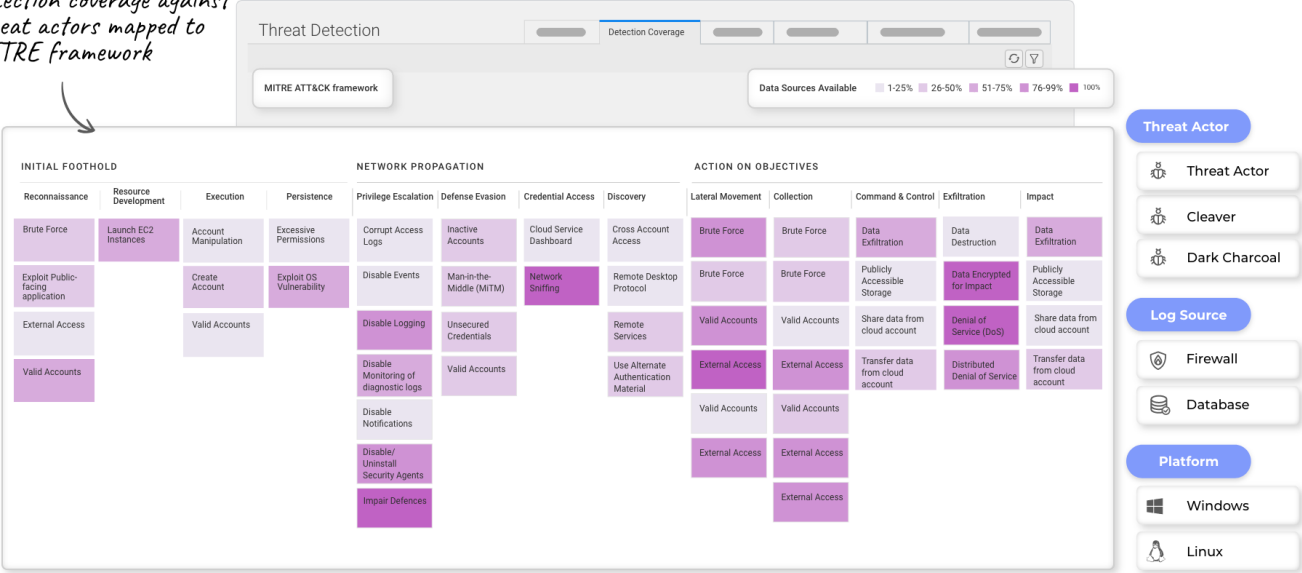 against
actors mapped to
framework
Threat Detection
Detection Coverage
MITRE ATT&CK framework
Data Sources Available 1-25% 26-50% 51-75% 76-99% 100%
INITIAL FOOTHOLD
NETWORK PROPAGATION
ACTION ON OBJECTIVES
Reconnaissance
Resource
Development
Execution
Persistence
Privilege Escalation
Defense Evasion
Credential Access
Discovery
Lateral Movement
Collection
Command & Control
Exfiltration
Impact
Brute Force
Exploit Public-
facing
application
External Access
Valid Accounts
Launch EC2
Instances
Account
Manipulation
Create
Account
Valid Accounts
Excessive
Permissions
Exploit OS
Vulnerability
Corrupt Access
Logs
Disable Events
Disable Logging
Disable
Monitoring of
diagnostic logs
Disable
Notifications
Disable/
Uninstall
Security Agents
Impair Defences
Inactive
Accounts
Man-in-the-
Middle (MiTM)
Unsecured
Credentials
Valid Accounts
Cloud Service
Dashboard
Network
Sniffing
Cross Account
Access
Remote Desktop
Protocol
Remote
Services
Use Alternate
Authentication
Material
Brute Force
Brute Force
Valid Accounts
External Access
Valid Accounts
External Access
Brute Force
Brute Force
Valid Accounts
External Access
Valid Accounts
External Access
External Access
Data
Exfiltration
Publicly
Accessible
Storage
Share data from
cloud account
Transfer data
from cloud
account
Data
Destruction
Data Encrypted
for Impact
Denial of
Service (DoS)
Distributed
Denial of Service
Data
Exfiltration
Publicly
Accessible
Storage
Share data from
cloud account
Transfer data
from cloud
account
Threat Actor
Threat Actor
Cleaver
Dark Charcoal
Log Source
Firewall
Database
Platform
Windows
Linux